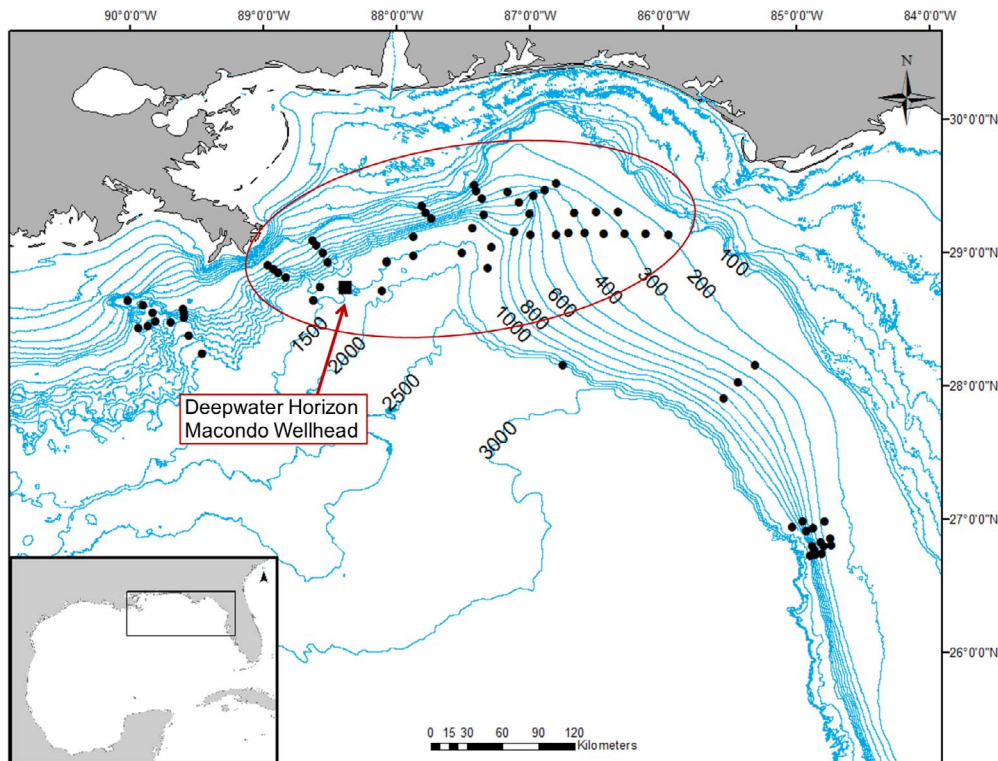 90°0'0"W 89°0'0"W 88°0'0"W 87°0'0"W 86°0'0"W 85°0'0"W 84°0'0"W
N
30°0'0"N
29°0'0"N
28°0'0"N
27°0'0"N
26°0'0"N
100
200
300
400
600
800
1000
1500
2000
2500
3000
Deepwater Horizon
Macondo Wellhead
0 15 30 60 90 120
Kilometers